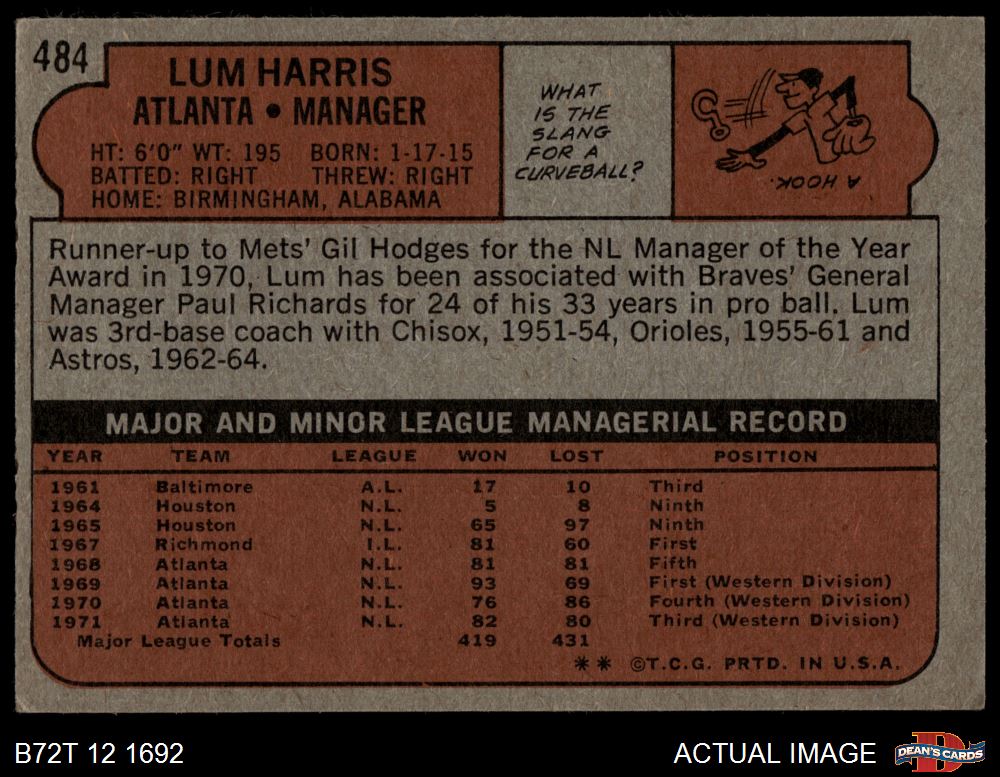 484
LUM HARRIS
ATLANTA • MANAGER
HT: 6'0" WT: 195 BORN: 1-17-15
BATTED: RIGHT THREW: RIGHT
HOME: BIRMINGHAM, ALABAMA
WHAT
IS THE
SLANG
FOR A
CURVEBALL?
A HOOK.
Runner-up to Mets' Gil Hodges for the NL Manager of the Year
Award in 1970, Lum has been associated with Braves' General
Manager Paul Richards for 24 of his 33 years in pro ball. Lum
was 3rd-base coach with Chisox, 1951-54, Orioles, 1955-61 and
Astros, 1962-64.
MAJOR AND MINOR LEAGUE MANAGERIAL RECORD
YEAR TEAM LEAGUE WON LOST POSITION
1961 Baltimore A.L. 17 10 Third
1964 Houston N.L. 5 8 Ninth
1965 Houston N.L. 65 97 Ninth
1967 Richmond I.L. 81 60 First
1968 Atlanta N.L. 81 81 Fifth
1969 Atlanta N.L. 93 69 First (Western Division)
1970 Atlanta N.L. 76 86 Fourth (Western Division)
1971 Atlanta N.L. 82 80 Third (Western Division)
Major League Totals 419 431
** ©T.C.G. PRTD. IN U.S.A.
B72T 12 1692
ACTUAL IMAGE
D
DEAN'S CARDS